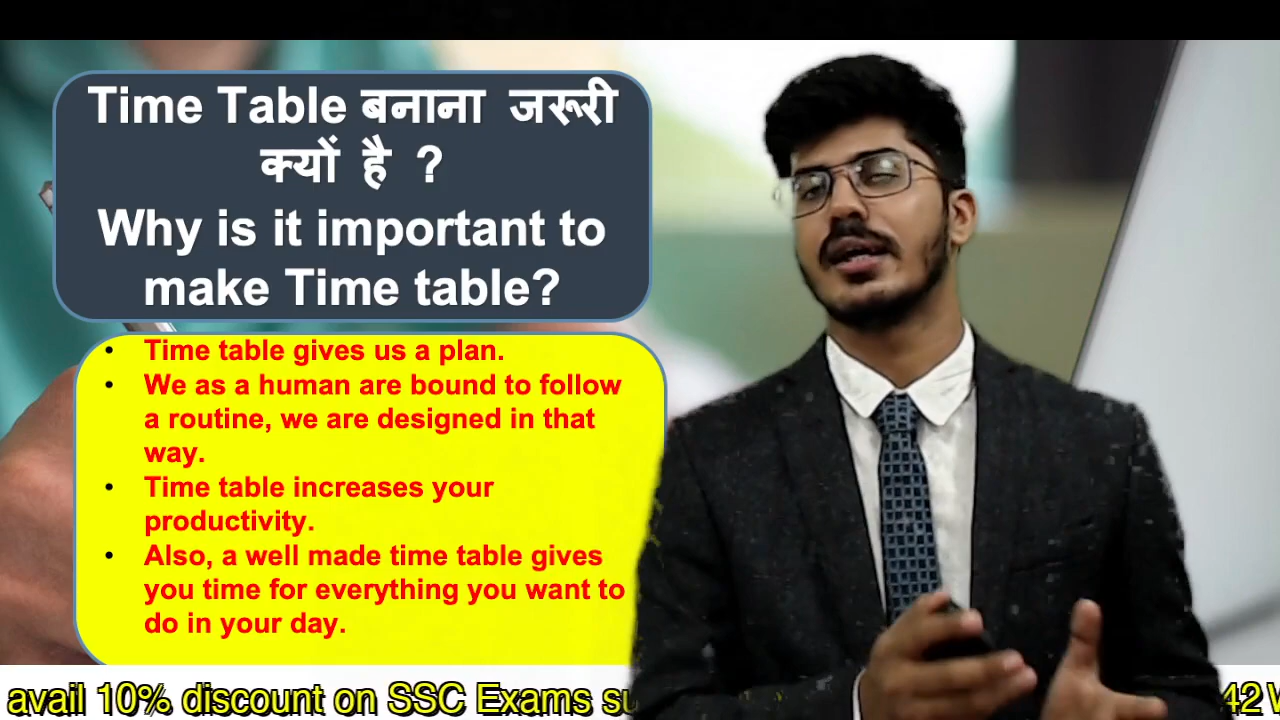 Time Table बनाना जरूरी
क्यों है ?
Why is it important to
make Time table?
• Time table gives us a plan.
• We as a human are bound to follow
a routine, we are designed in that
way.
• Time table increases your
productivity.
• Also, a well made time table gives
you time for everything you want to
do in your day.
avail 10% discount on SSC Exams